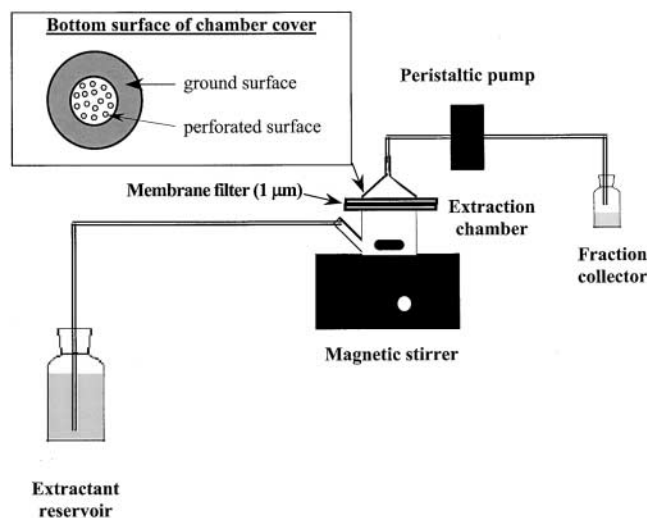 Bottom surface of chamber cover
ground surface
perforated surface
Peristaltic pump
Membrane filter (1 µm)
Extraction
chamber
Fraction
collector
Magnetic stirrer
Extractant
reservoir